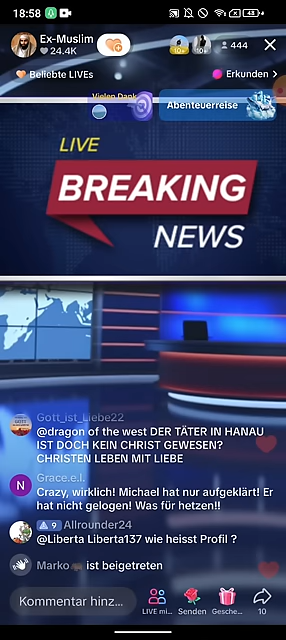 18:58
43
Ex-Muslim
24.4K
10+
10+
444
Beliebte LIVEs
Erkunden >
Vielen Dank
Abenteuerreise
LIVE
BREAKING
NEWS
Gott_ist_Liebe22
@dragon of the west DER TÄTER IN HANAU
IST DOCH KEIN CHRIST GEWESEN?
CHRISTEN LEBEN MIT LIEBE
N
Grace.e.l.
Crazy, wirklich! Michael hat nur aufgeklärt! Er
hat nicht gelogen! Was für hetzen!!
9 Allrounder24
@Liberta Liberta137 wie heisst Profil ?
Marko ist beigetreten
Kommentar hinz...
LIVE mi...
Senden
Gesche...
10